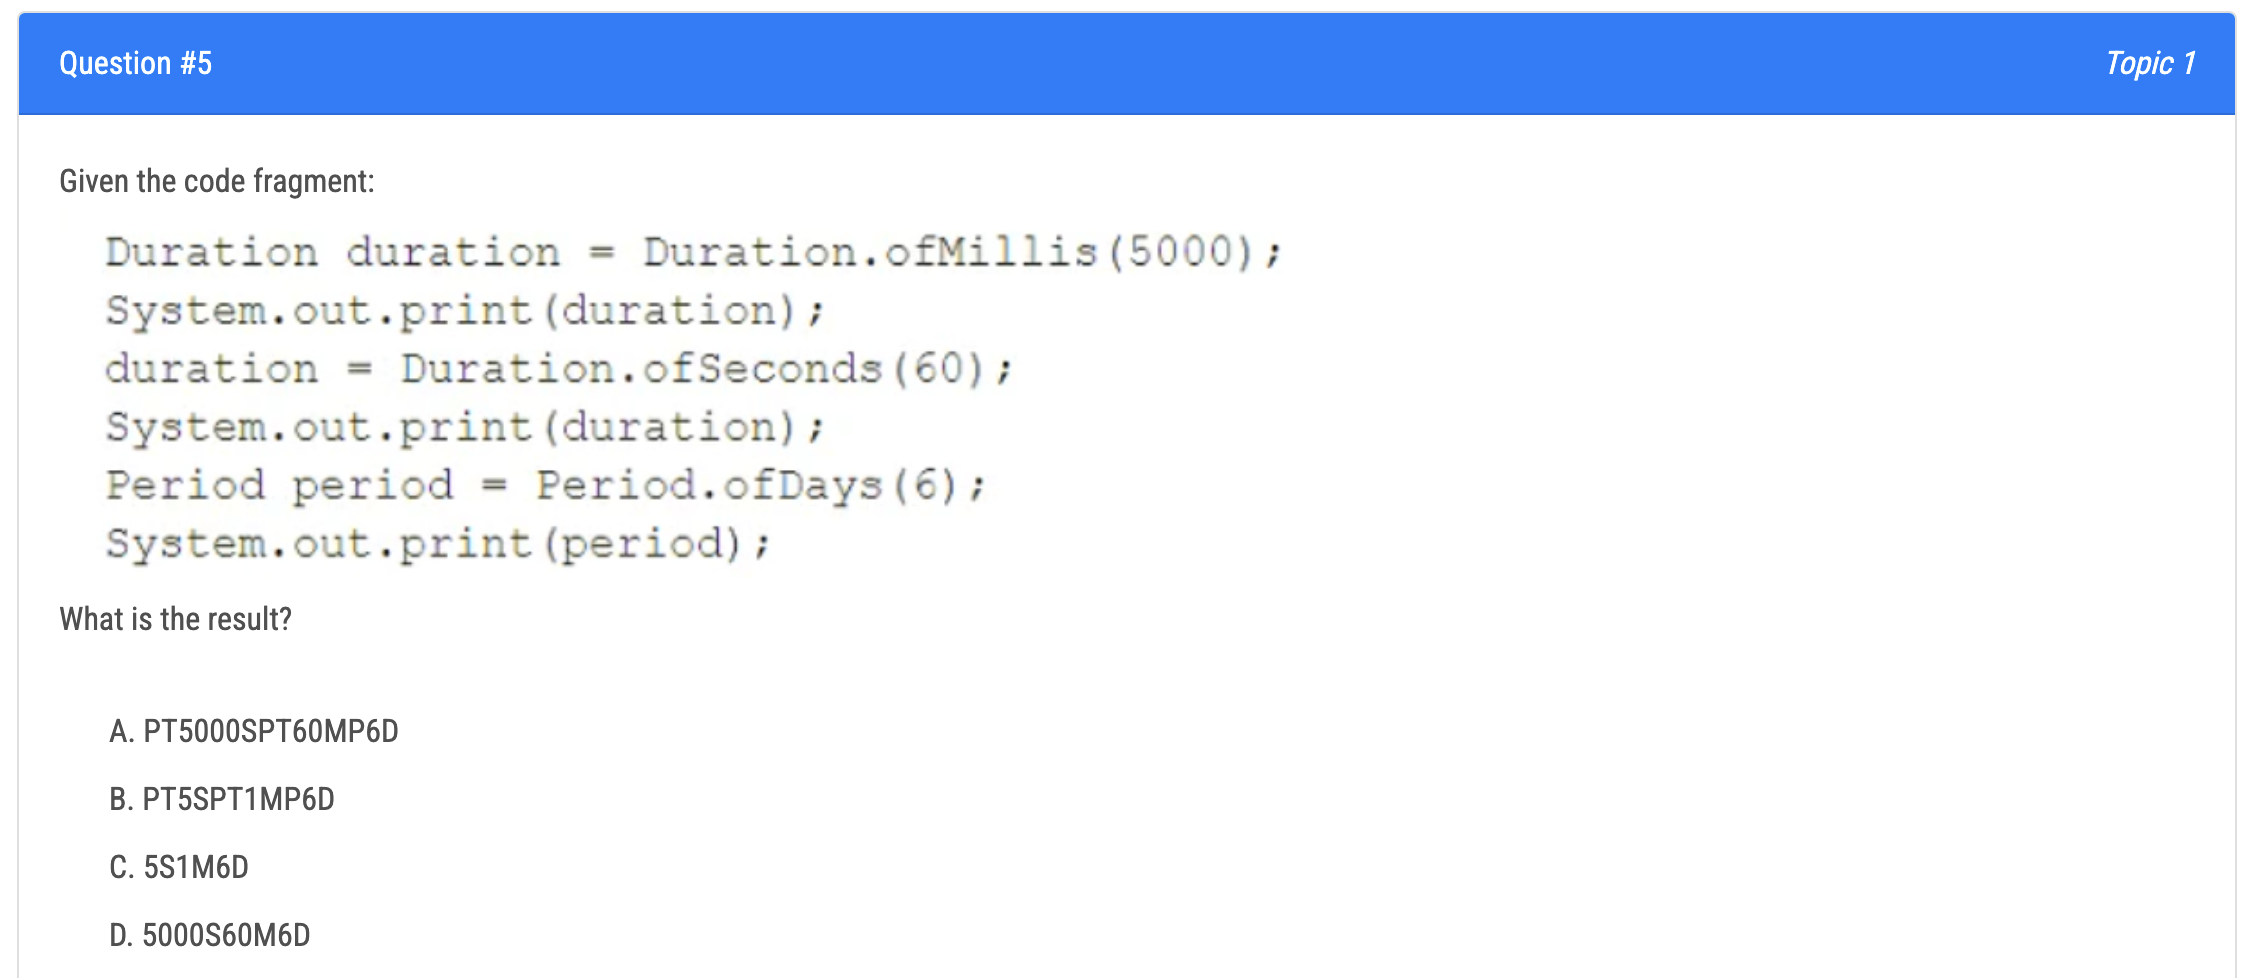 Question #5
Topic 1
Given the code fragment:
Duration duration = Duration.ofMillis(5000);
System.out.print(duration);
duration = Duration.ofSeconds(60);
System.out.print(duration);
Period period = Period.ofDays(6);
System.out.print(period);
What is the result?
A. PT5000SPT60MP6D
B. PT5SPT1MP6D
C. 5S1M6D
D. 5000S60M6D